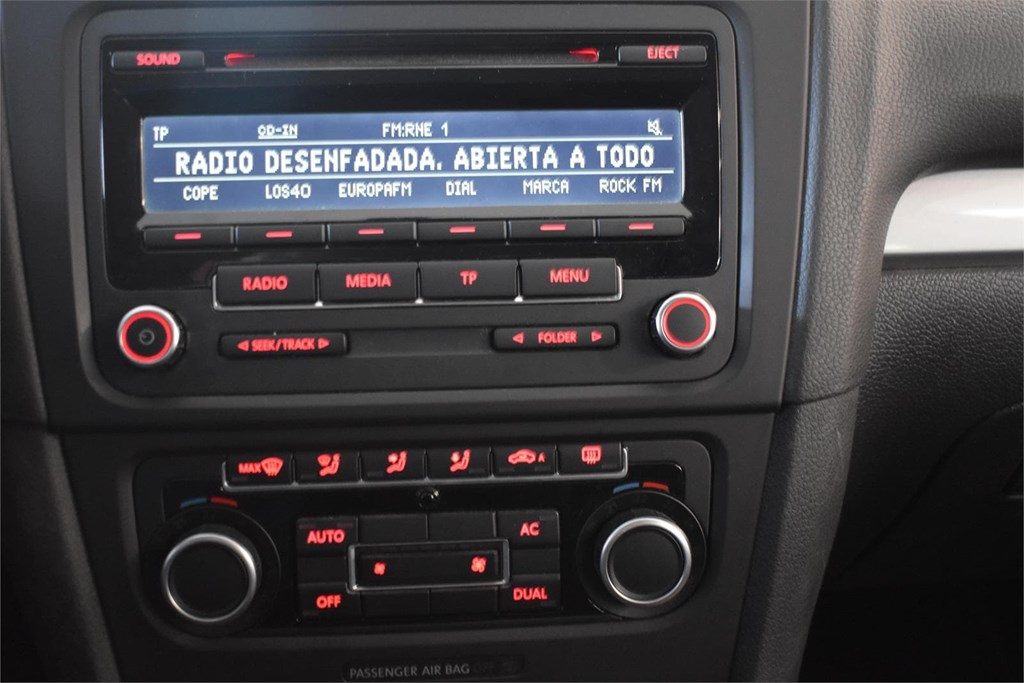 SOUND EJECT
TP CD-IN FM:RNE 1
RADIO DESENFADADA. ABIERTA A TODO
COPE LOS40 EUROPAFM DIAL MARCA ROCK FM
RADIO MEDIA TP MENU
SEEK/TRACK FOLDER
MAX A
AUTO AC
OFF DUAL
PASSENGER AIR BAG